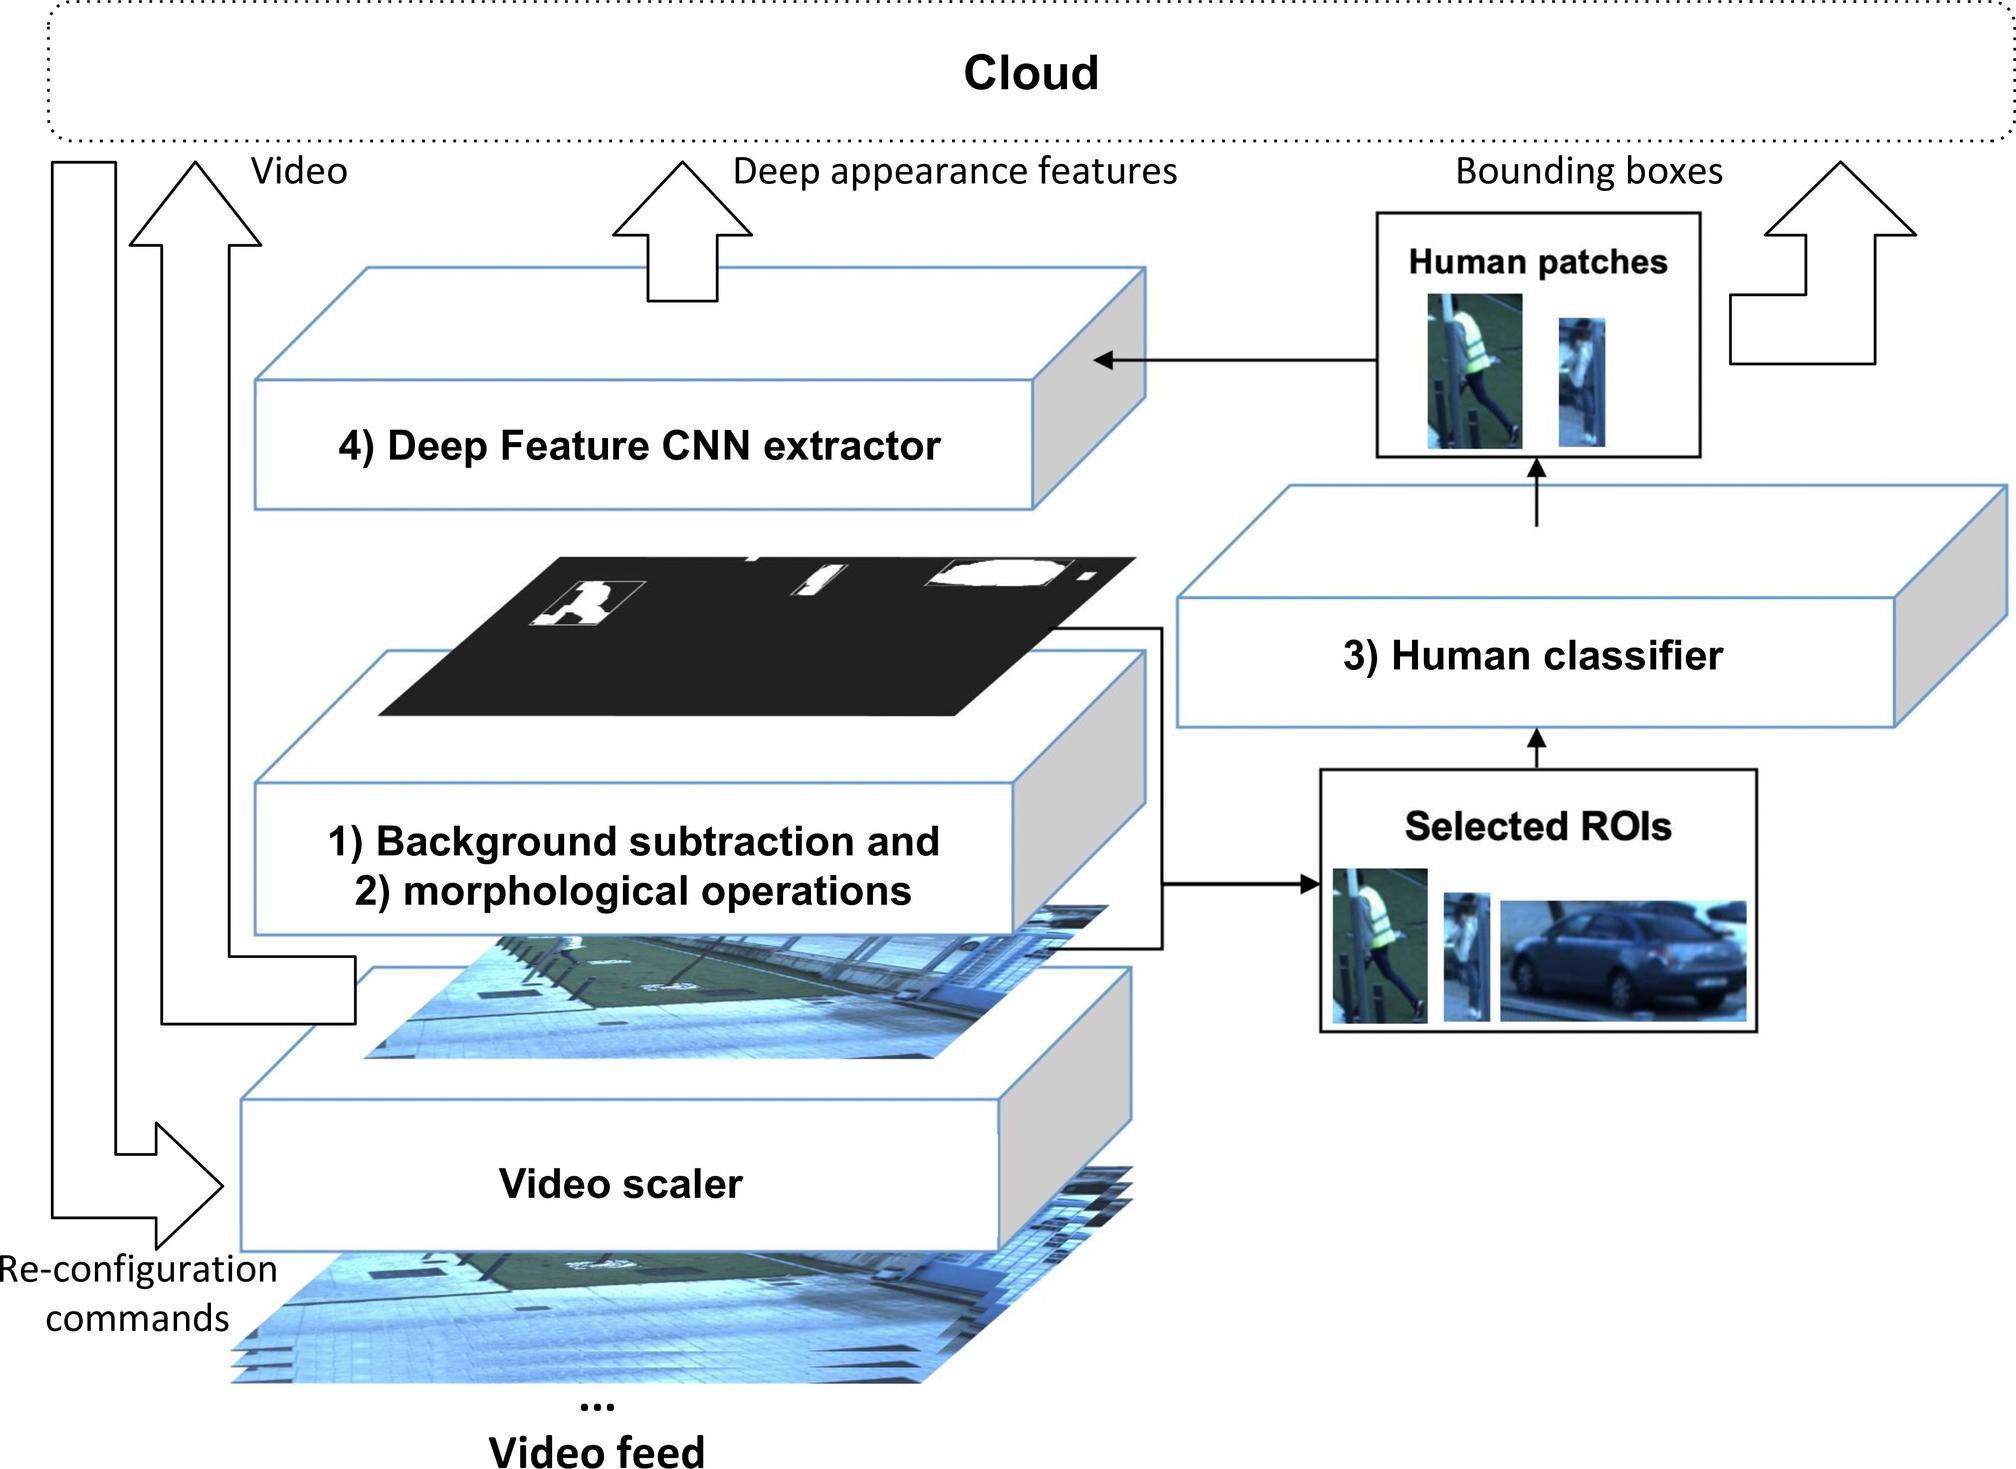 Cloud
Video
Deep appearance features
Bounding boxes
Human patches
4) Deep Feature CNN extractor
3) Human classifier
1) Background subtraction and
2) morphological operations
Selected ROIs
Video scaler
Re-configuration
commands
...
Video feed